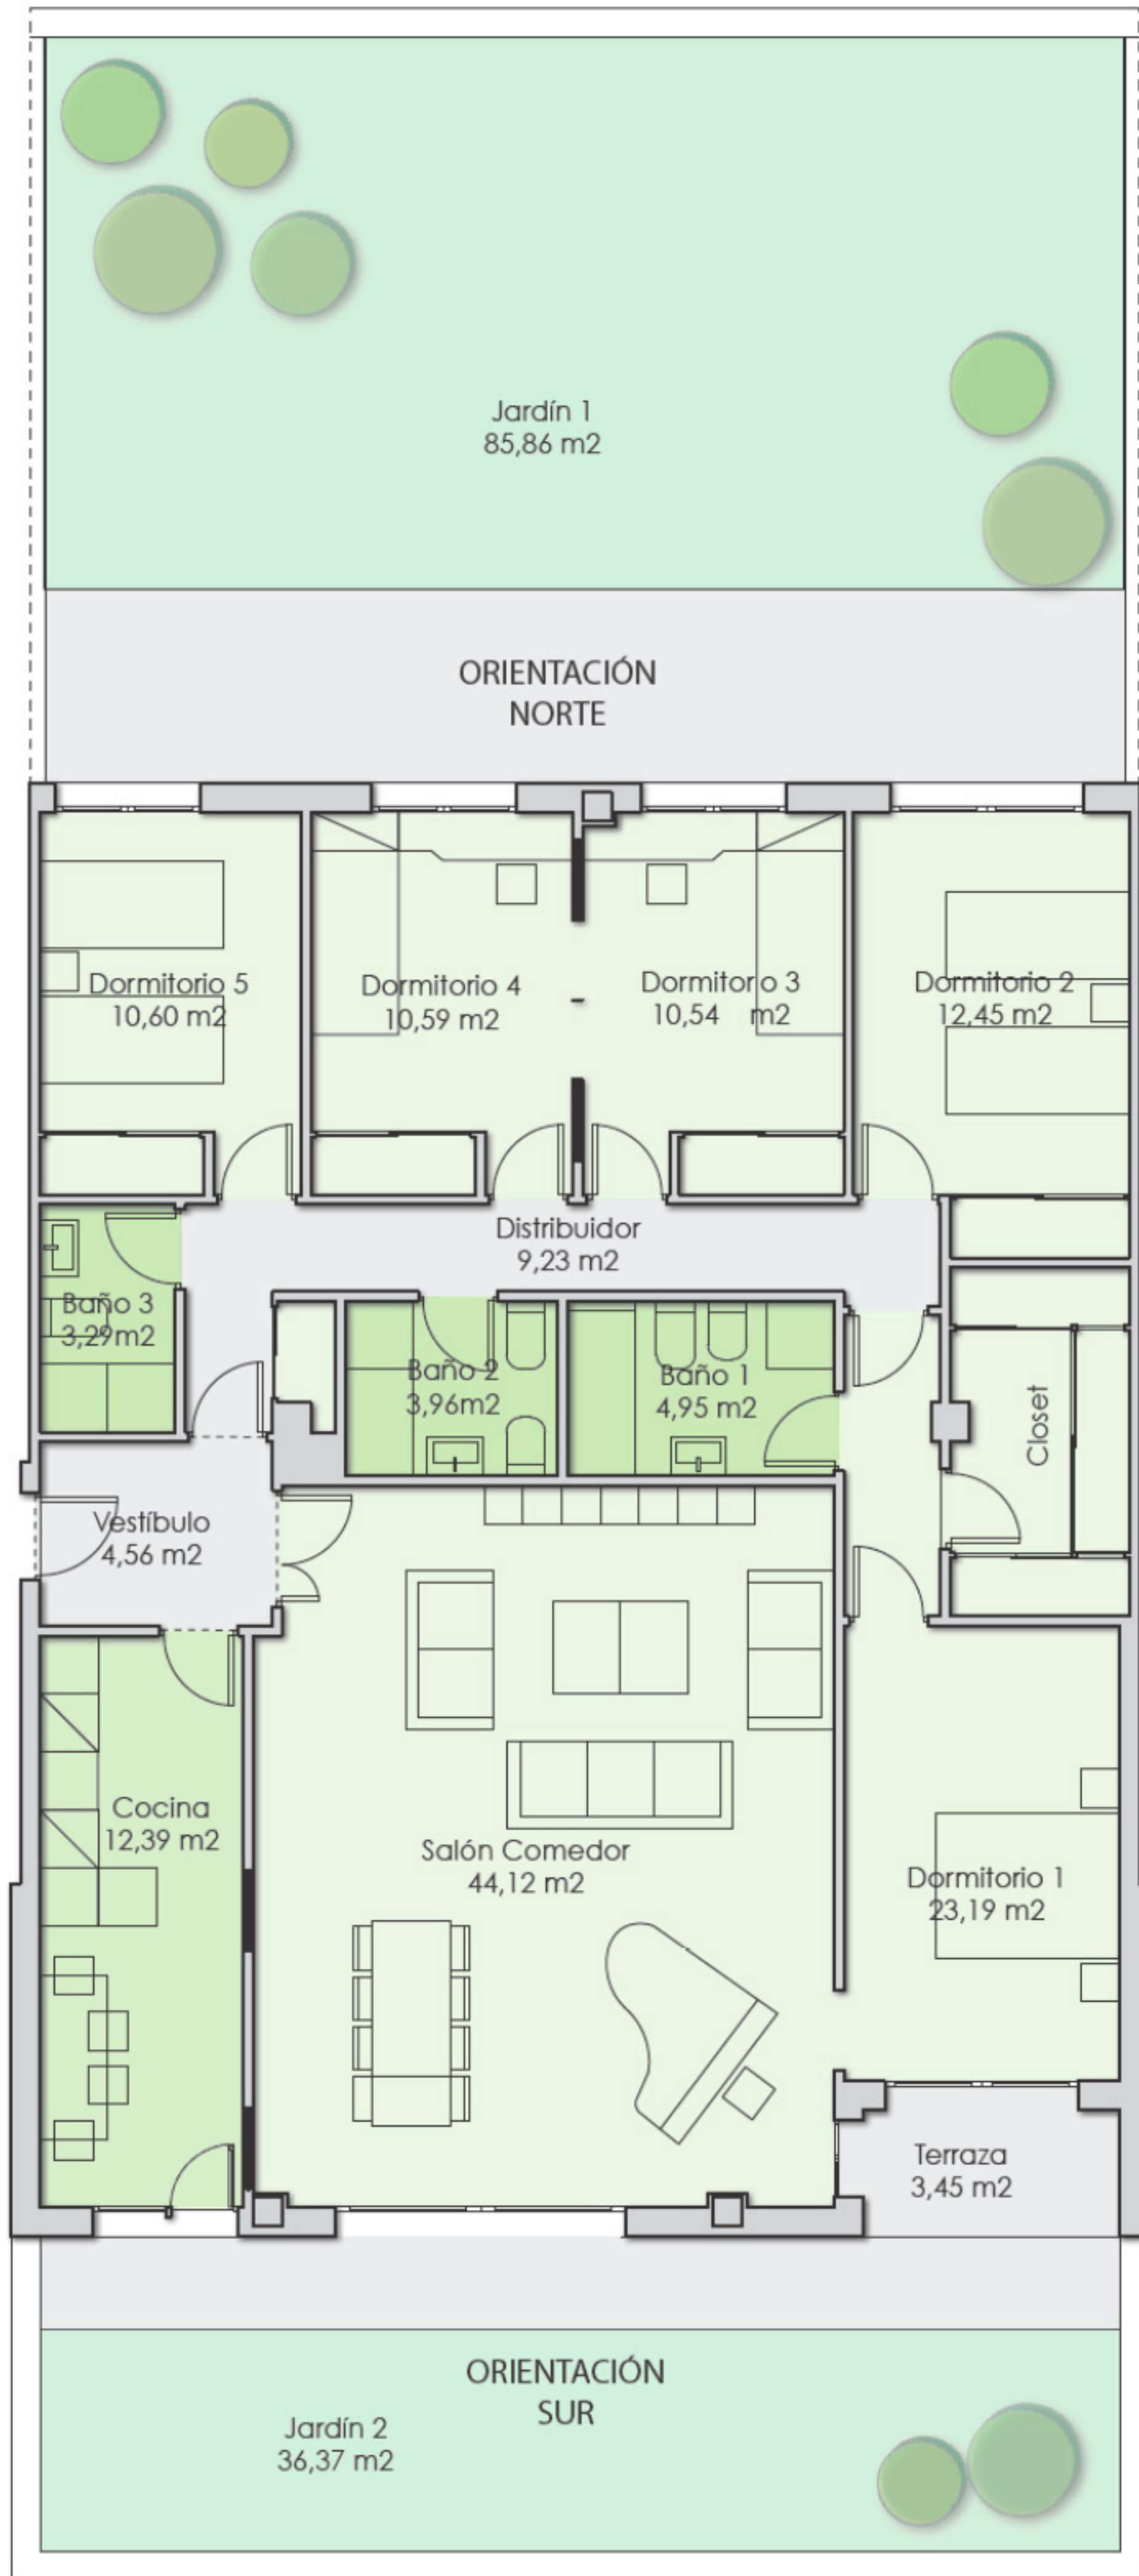 Jardín 1
85,86 m2
ORIENTACIÓN
NORTE
Dormitorio 5
10,60 m2
Dormitorio 4
10,59 m2
Dormitorio 3
10,54 m2
Dormitorio 2
12,45 m2
Distribuidor
9,23 m2
Baño 3
3,29m2
Baño 2
3,96m2
Baño 1
4,95 m2
Closet
Vestíbulo
4,56 m2
Cocina
12,39 m2
Salón Comedor
44,12 m2
Dormitorio 1
23,19 m2
Terraza
3,45 m2
ORIENTACIÓN
SUR
Jardín 2
36,37 m2